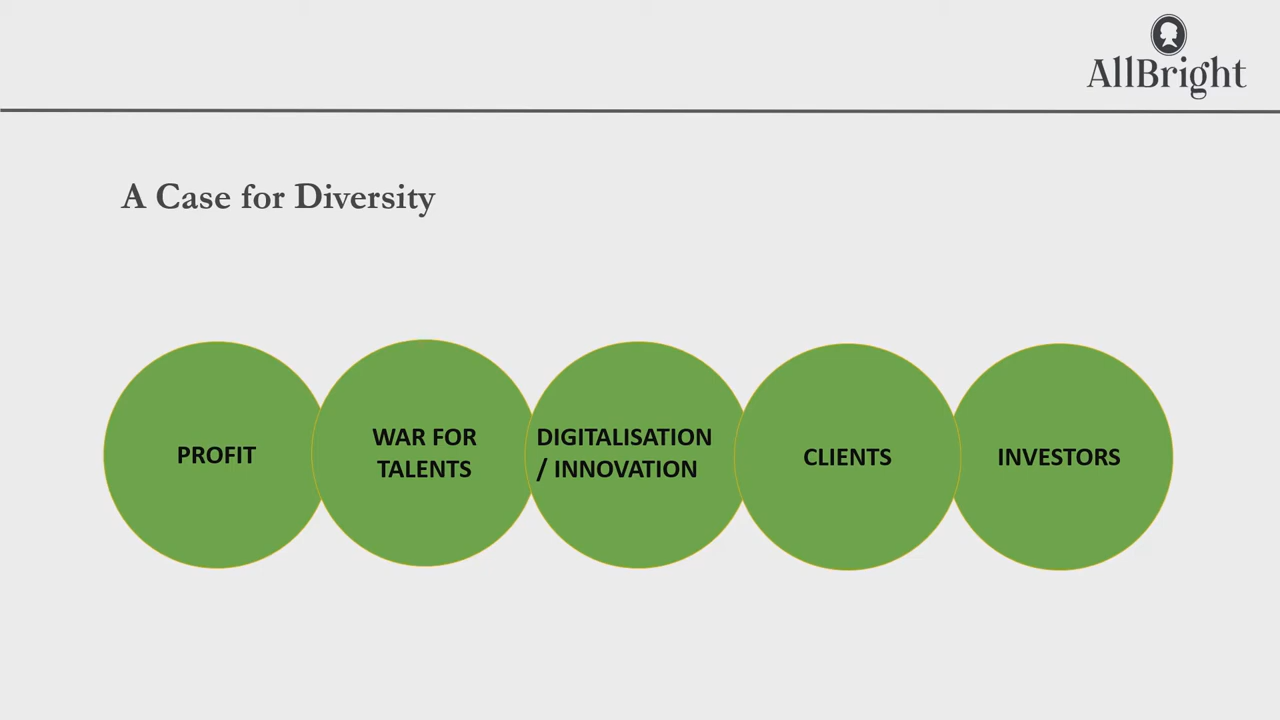 AllBright
A Case for Diversity
PROFIT
WAR FOR
TALENTS
DIGITALISATION
/ INNOVATION
CLIENTS
INVESTORS